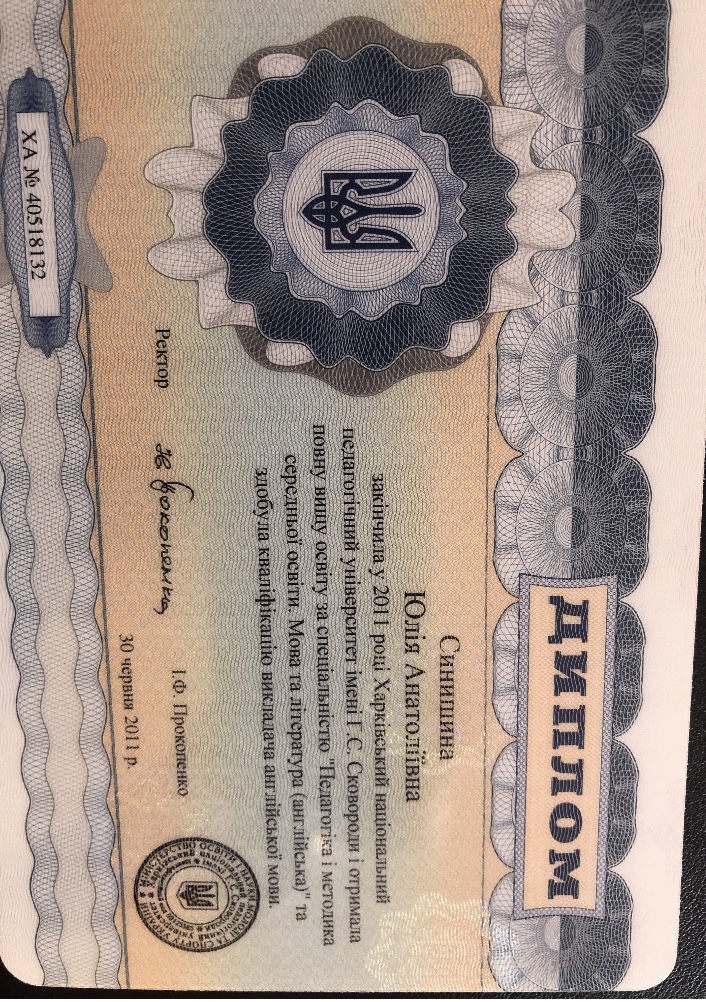 ДИПЛОМ
Синишина
Юлія Анатоліївна
закінчила у 2011 році Харківський національний
педагогічний університет імені Г.С. Сковороди і отримала
повну вищу освіту за спеціальністю "Педагогіка і методика
середньої освіти. Мова та література (англійська)" та
здобула кваліфікацію викладача англійської мови.
Ректор
І.Ф. Прокопенко
30 червня 2011 р.
ХА № 40518132